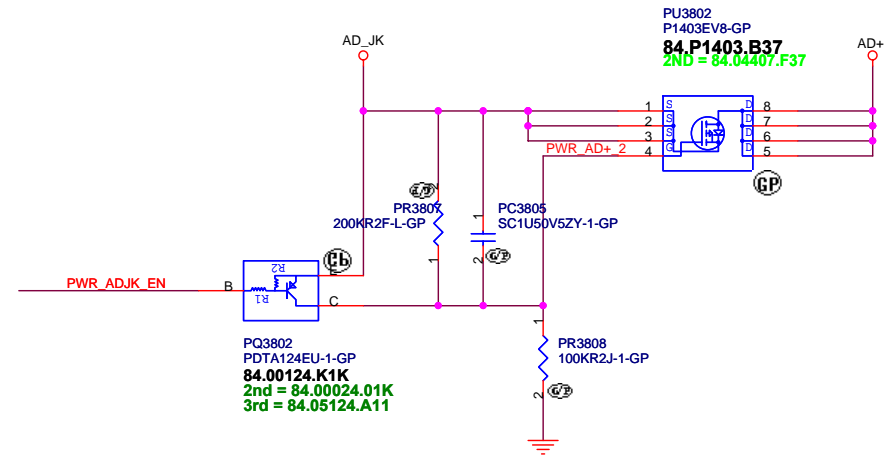 PU3802
P1403EV8-GP
84.P1403.B37
2ND = 84.04407.F37
AD_JK
AD+
1 S D 8
2 S D 7
3 S D 6
4 G D 5
PWR_AD+_2
GP
2
G/P
PR3807
200KR2F-L-GP
1
PC3805
SC1U50V5ZY-1-GP
1
2
G/P
PWR_ADJK_EN
B
R1
R2
E
C
PQ3802
PDTA124EU-1-GP
84.00124.K1K
2nd = 84.00024.01K
3rd = 84.05124.A11
1
PR3808
100KR2J-1-GP
2
G/P